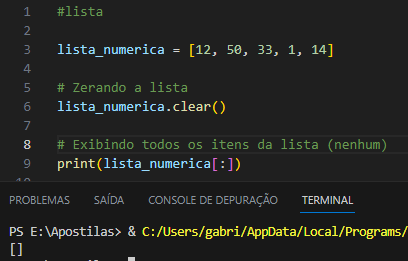 1 #lista
2
3 lista_numerica = [12, 50, 33, 1, 14]
4
5 # Zerando a lista
6 lista_numerica.clear()
7
8 # Exibindo todos os itens da lista (nenhum)
9 print(lista_numerica[:])
PROBLEMAS SAÍDA CONSOLE DE DEPURAÇÃO TERMINAL
PS E:\Apostilas> & C:/Users/gabri/AppData/Local/Programs/
[]